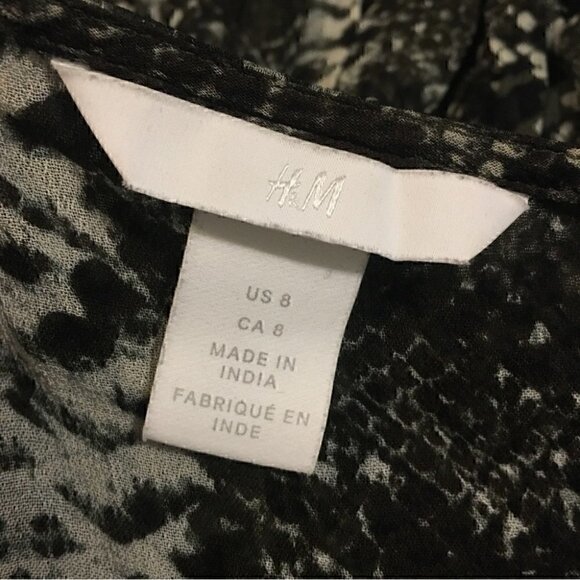 H&M
US 8
CA 8
MADE IN
INDIA
FABRIQUÉ EN
INDE